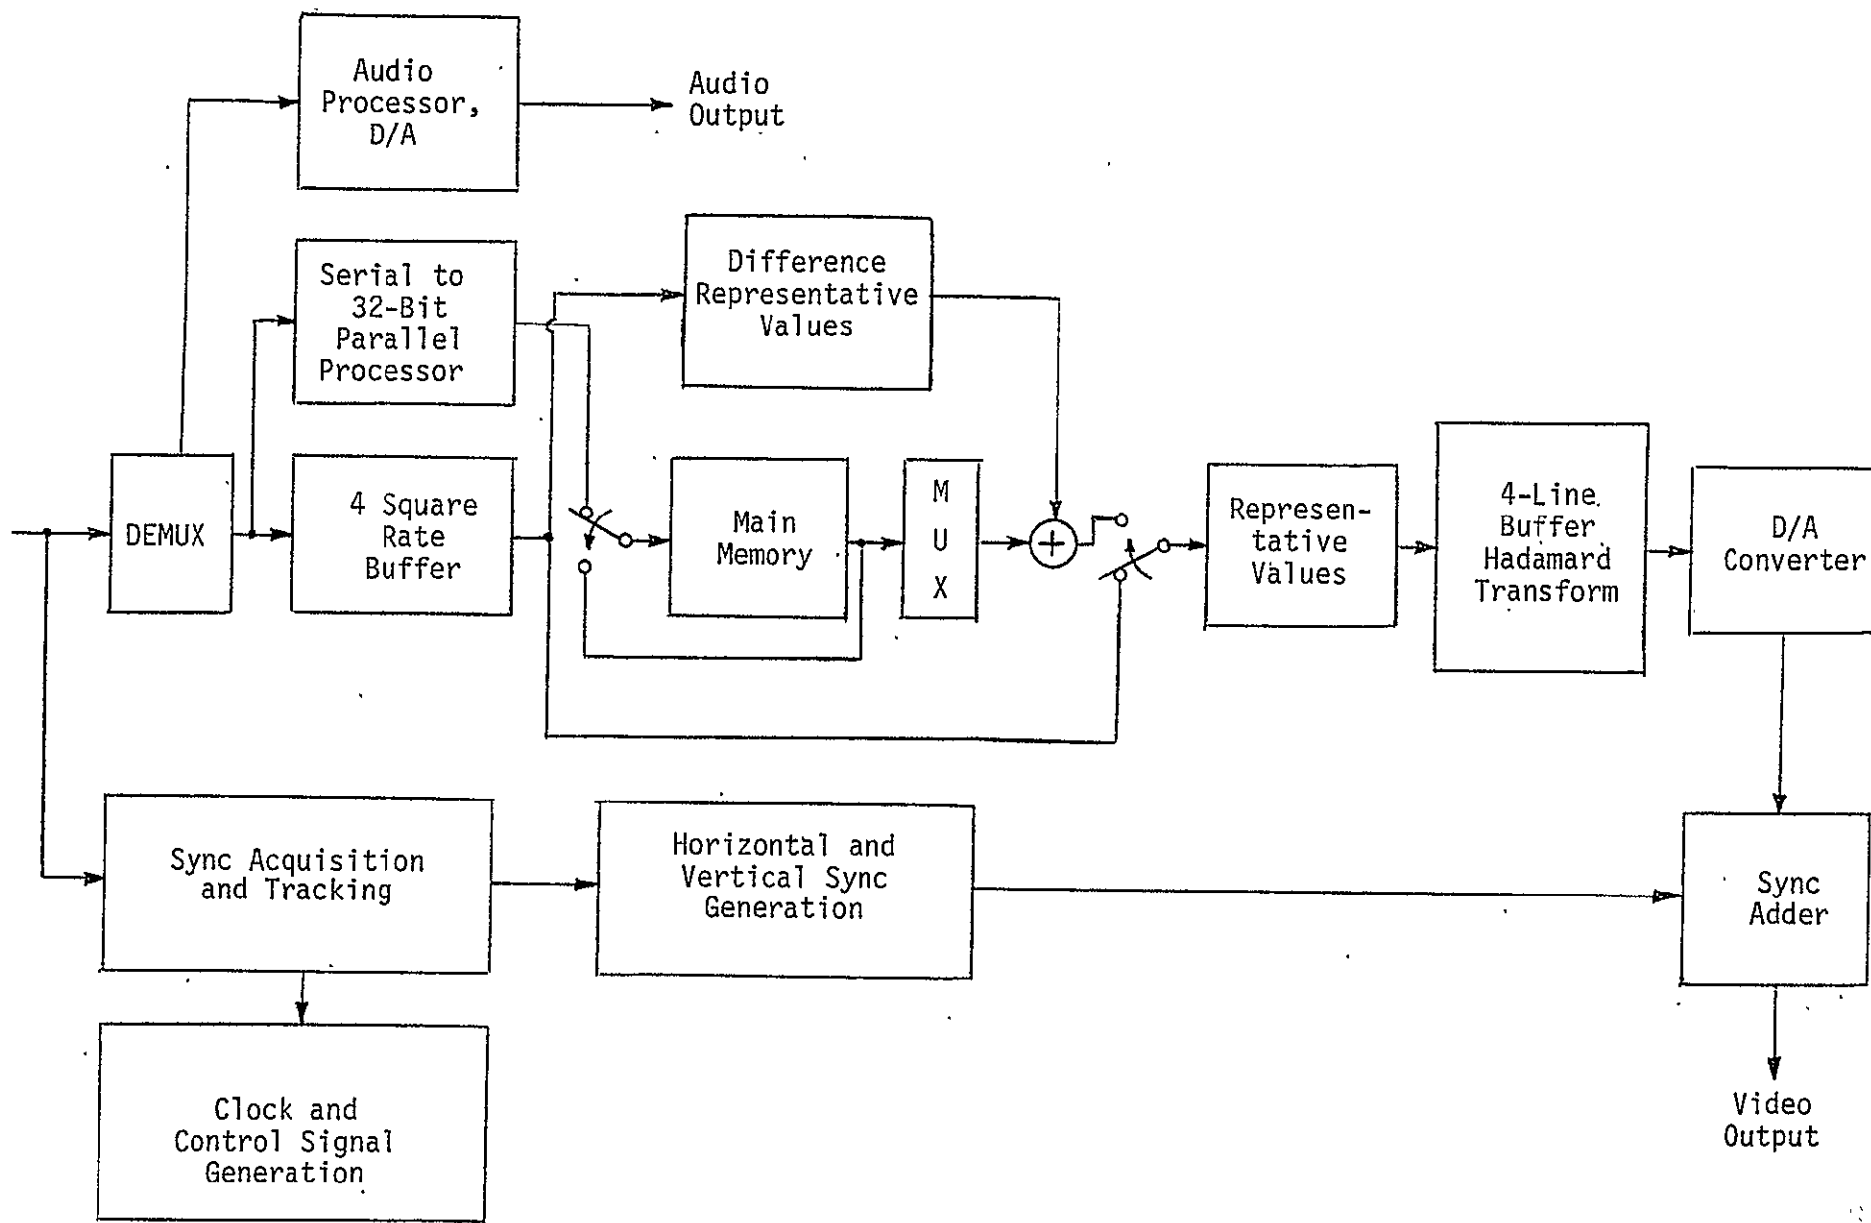 Audio
Processor,
D/A
Audio
Output
Serial to
32-Bit
Parallel
Processor
Difference
Representative
Values
DEMUX
4 Square
Rate
Buffer
Main
Memory
M
U
X
+
Represen-
tative
Values
4-Line
Buffer
Hadamard
Transform
D/A
Converter
Sync Acquisition
and Tracking
Horizontal and
Vertical Sync
Generation
Sync
Adder
Clock and
Control Signal
Generation
Video
Output